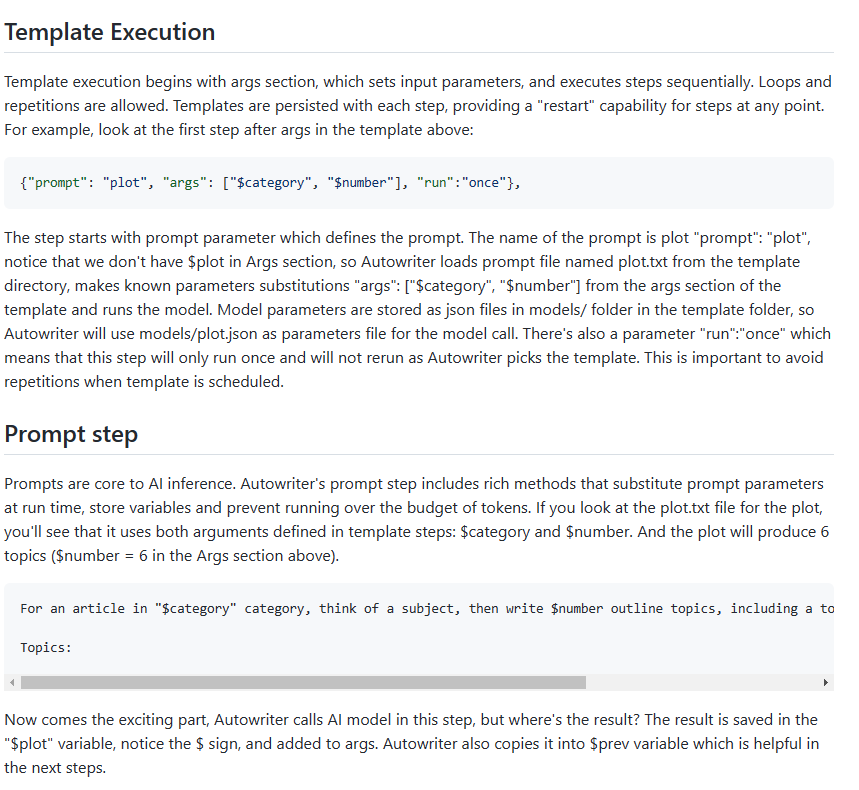 Template Execution
Template execution begins with args section, which sets input parameters, and executes steps sequentially. Loops and
repetitions are allowed. Templates are persisted with each step, providing a "restart" capability for steps at any point.
For example, look at the first step after args in the template above:
{"prompt": "plot", "args": ["$category", "$number"], "run":"once"},
The step starts with prompt parameter which defines the prompt. The name of the prompt is plot "prompt": "plot",
notice that we don't have $plot in Args section, so Autowriter loads prompt file named plot.txt from the template
directory, makes known parameters substitutions "args": ["$category", "$number"] from the args section of the
template and runs the model. Model parameters are stored as json files in models/ folder in the template folder, so
Autowriter will use models/plot.json as parameters file for the model call. There's also a parameter "run":"once" which
means that this step will only run once and will not rerun as Autowriter picks the template. This is important to avoid
repetitions when template is scheduled.
Prompt step
Prompts are core to AI inference. Autowriter's prompt step includes rich methods that substitute prompt parameters
at run time, store variables and prevent running over the budget of tokens. If you look at the plot.txt file for the plot,
you'll see that it uses both arguments defined in template steps: $category and $number. And the plot will produce 6
topics ($number = 6 in the Args section above).
For an article in "$category" category, think of a subject, then write $number outline topics, including a to
Topics:
Now comes the exciting part, Autowriter calls AI model in this step, but where's the result? The result is saved in the
"$plot" variable, notice the $ sign, and added to args. Autowriter also copies it into $prev variable which is helpful in
the next steps.